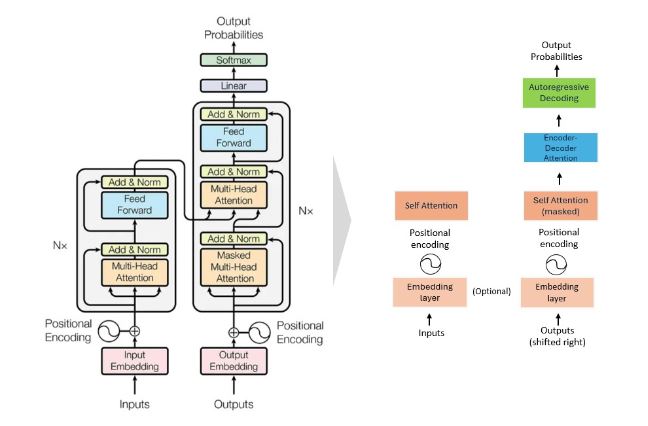 Output
Probabilities
Softmax
Linear
Add & Norm
Feed
Forward
Add & Norm
Multi-Head
Attention
Add & Norm
Masked
Multi-Head
Attention
Nx
Positional
Encoding
Output
Embedding
Outputs
Add & Norm
Feed
Forward
Add & Norm
Multi-Head
Attention
Nx
Positional
Encoding
Input
Embedding
Inputs
Output
Probabilities
Autoregressive
Decoding
Encoder-
Decoder
Attention
Self Attention
(masked)
Positional
encoding
Embedding
layer
Outputs
(shifted right)
Self Attention
Positional
encoding
Embedding
layer
(Optional)
Inputs